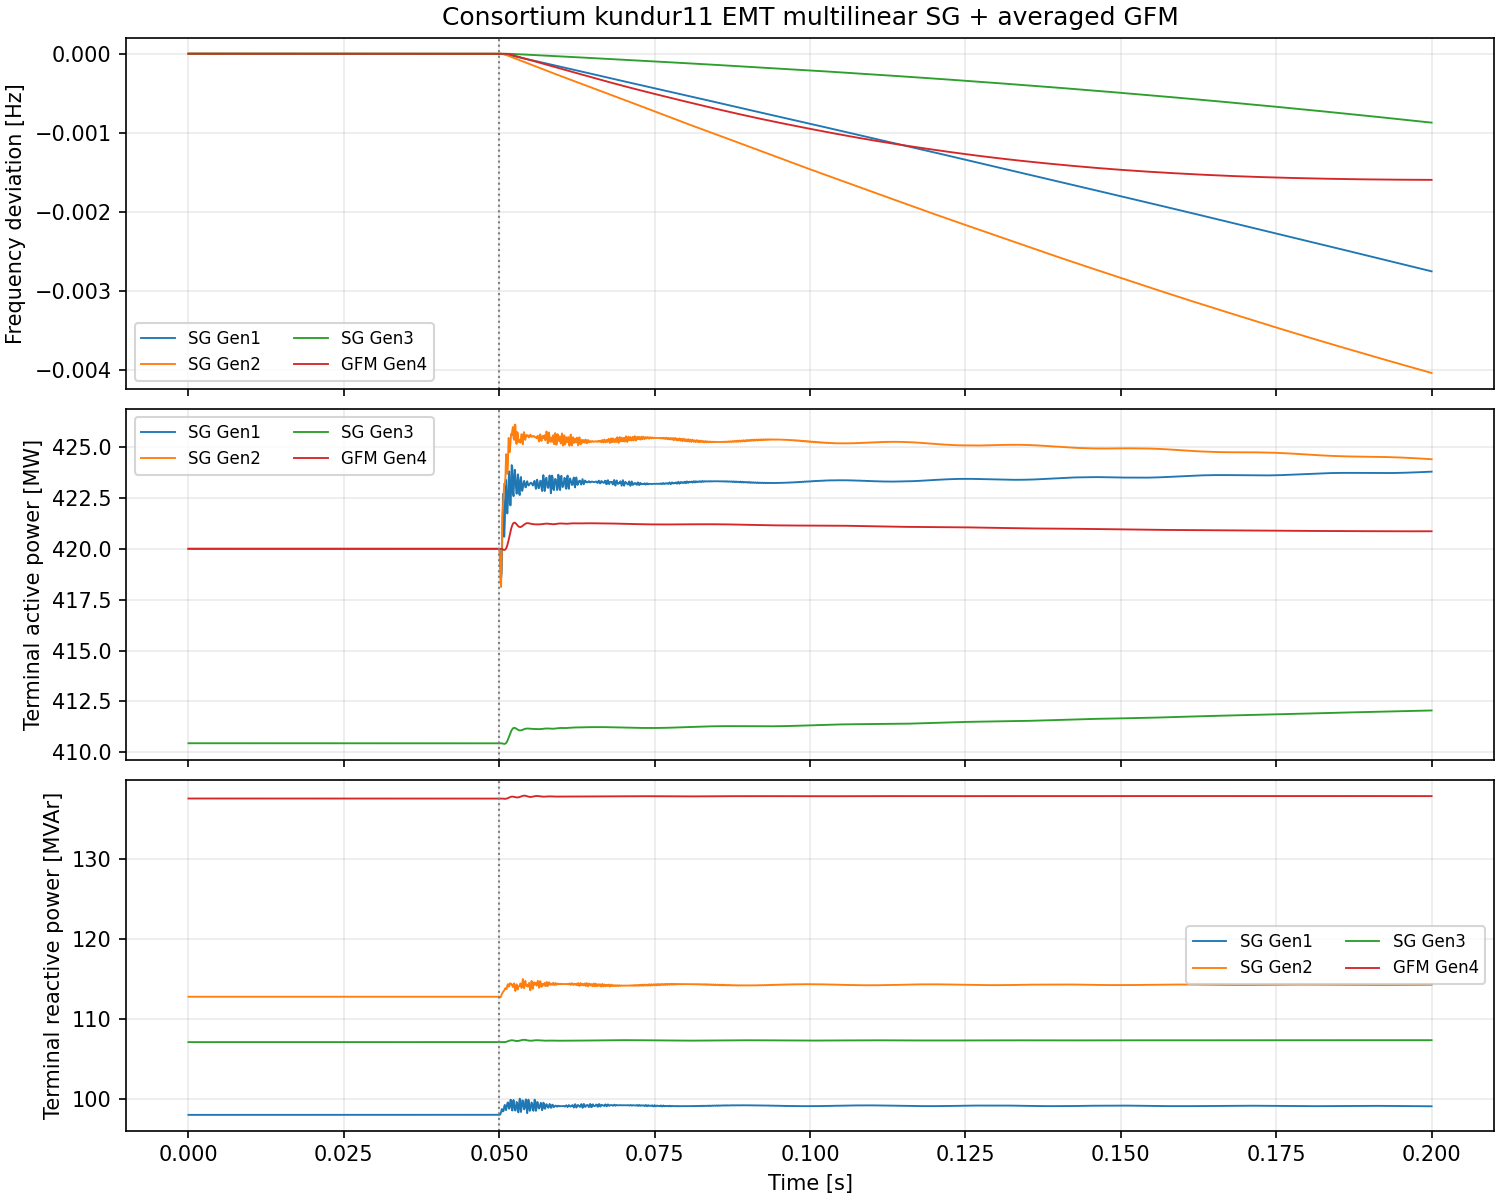 Consortium kundur11 EMT multilinear SG + averaged GFM
Frequency deviation [Hz]
0.000
−0.001
−0.002
−0.003
−0.004
SG Gen1 SG Gen3
SG Gen2 GFM Gen4
Terminal active power [MW]
425.0
422.5
420.0
417.5
415.0
412.5
410.0
SG Gen1 SG Gen3
SG Gen2 GFM Gen4
Terminal reactive power [MVAr]
130
120
110
100
SG Gen1 SG Gen3
SG Gen2 GFM Gen4
0.000 0.025 0.050 0.075 0.100 0.125 0.150 0.175 0.200
Time [s]